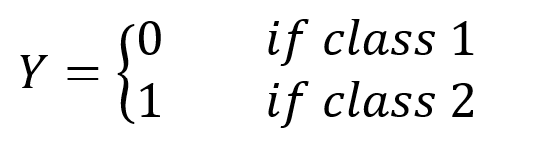 Y = {0 if class 1
1 if class 2